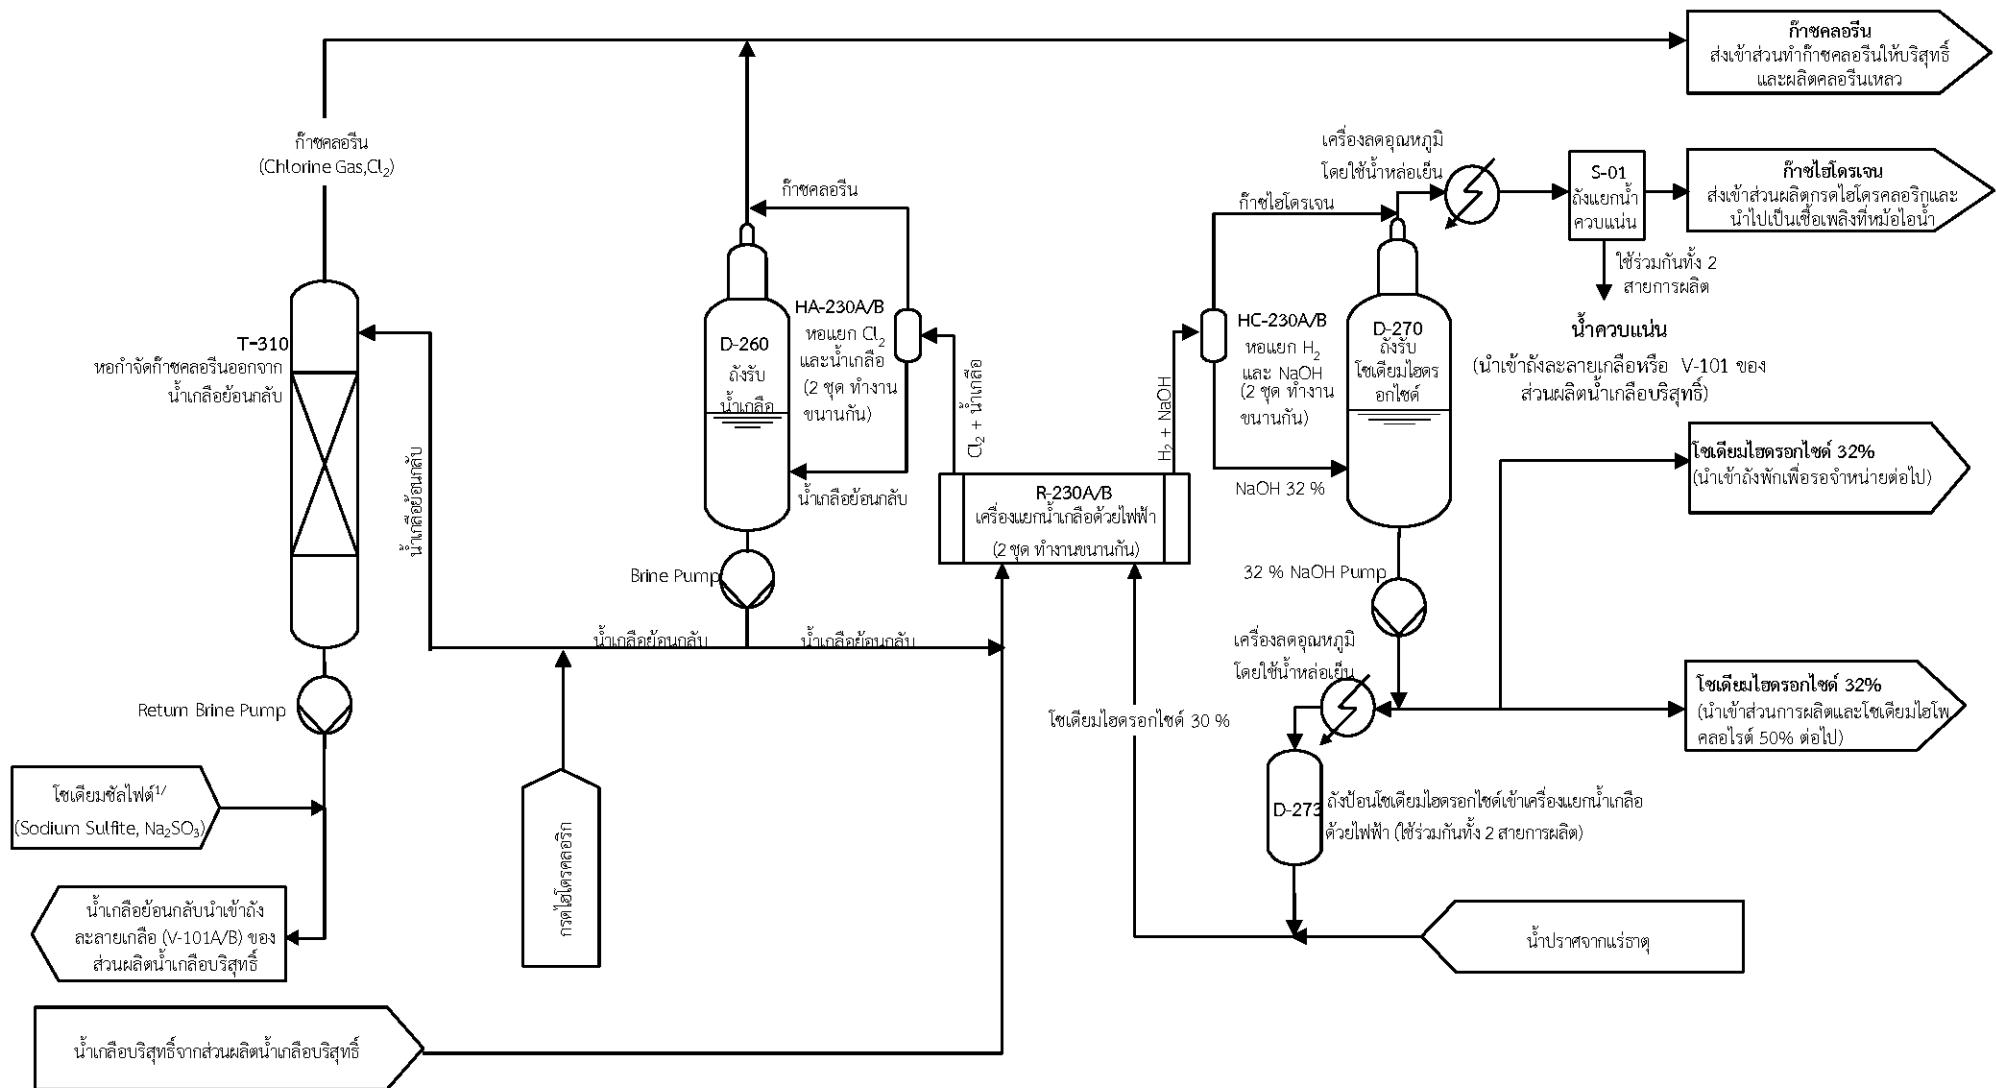 ก๊าซคลอรีน
ส่งเข้าส่วนทำก๊าซคลอรีนให้บริสุทธิ์
และผลิตคลอรีนเหลว
ก๊าซคลอรีน
(Chlorine Gas,Cl₂)
เครื่องลดอุณหภูมิ
โดยใช้น้ำหล่อเย็น
S-01
ถังแยกน้ำ
ควบแน่น
ก๊าซไฮโดรเจน
ส่งเข้าส่วนผลิตกรดไฮโดรคลอริกและ
นำไปเป็นเชื้อเพลิงที่หม้อไอน้ำ
ก๊าซคลอรีน
ก๊าซไฮโดรเจน
ใช้ร่วมกันทั้ง 2
สายการผลิต
น้ำควบแน่น
(นำเข้าถังละลายเกลือหรือ V-101 ของ
ส่วนผลิตน้ำเกลือบริสุทธิ์)
T-310
หอกำจัดก๊าซคลอรีนออกจาก
น้ำเกลือย้อนกลับ
D-260
ถังรับ
น้ำเกลือ
HA-230A/B
หอแยก Cl₂
และน้ำเกลือ
(2 ชุด ทำงาน
ขนานกัน)
Cl₂ + น้ำเกลือ
H₂ + NaOH
HC-230A/B
หอแยก H₂
และ NaOH
(2 ชุด ทำงาน
ขนานกัน)
D-270
ถังรับ
โซเดียมไฮดร
อกไซด์
น้ำเกลือย้อนกลับ
น้ำเกลือย้อนกลับ
NaOH 32 %
R-230A/B
เครื่องแยกน้ำเกลือด้วยไฟฟ้า
(2 ชุด ทำงานขนานกัน)
โซเดียมไฮดรอกไซด์ 32%
(นำเข้าถังพักเพื่อรอจำหน่ายต่อไป)
Brine Pump
32 % NaOH Pump
น้ำเกลือย้อนกลับ
น้ำเกลือย้อนกลับ
เครื่องลดอุณหภูมิ
โดยใช้น้ำหล่อเย็น
โซเดียมไฮดรอกไซด์ 32%
(นำเข้าส่วนการผลิตและโซเดียมไฮโพ
คลอไรต์ 50% ต่อไป)
Return Brine Pump
โซเดียมไฮดรอกไซด์ 30 %
โซเดียมซัลไฟต์¹/
(Sodium Sulfite, Na₂SO₃)
D-273
ถังป้อนโซเดียมไฮดรอกไซด์เข้าเครื่องแยกน้ำเกลือ
ด้วยไฟฟ้า (ใช้ร่วมกันทั้ง 2 สายการผลิต)
กรดไฮโดรคลอริก
น้ำเกลือย้อนกลับนำเข้าถัง
ละลายเกลือ (V-101A/B) ของ
ส่วนผลิตน้ำเกลือบริสุทธิ์
น้ำปราศจากแร่ธาตุ
น้ำเกลือบริสุทธิ์จากส่วนผลิตน้ำเกลือบริสุทธิ์